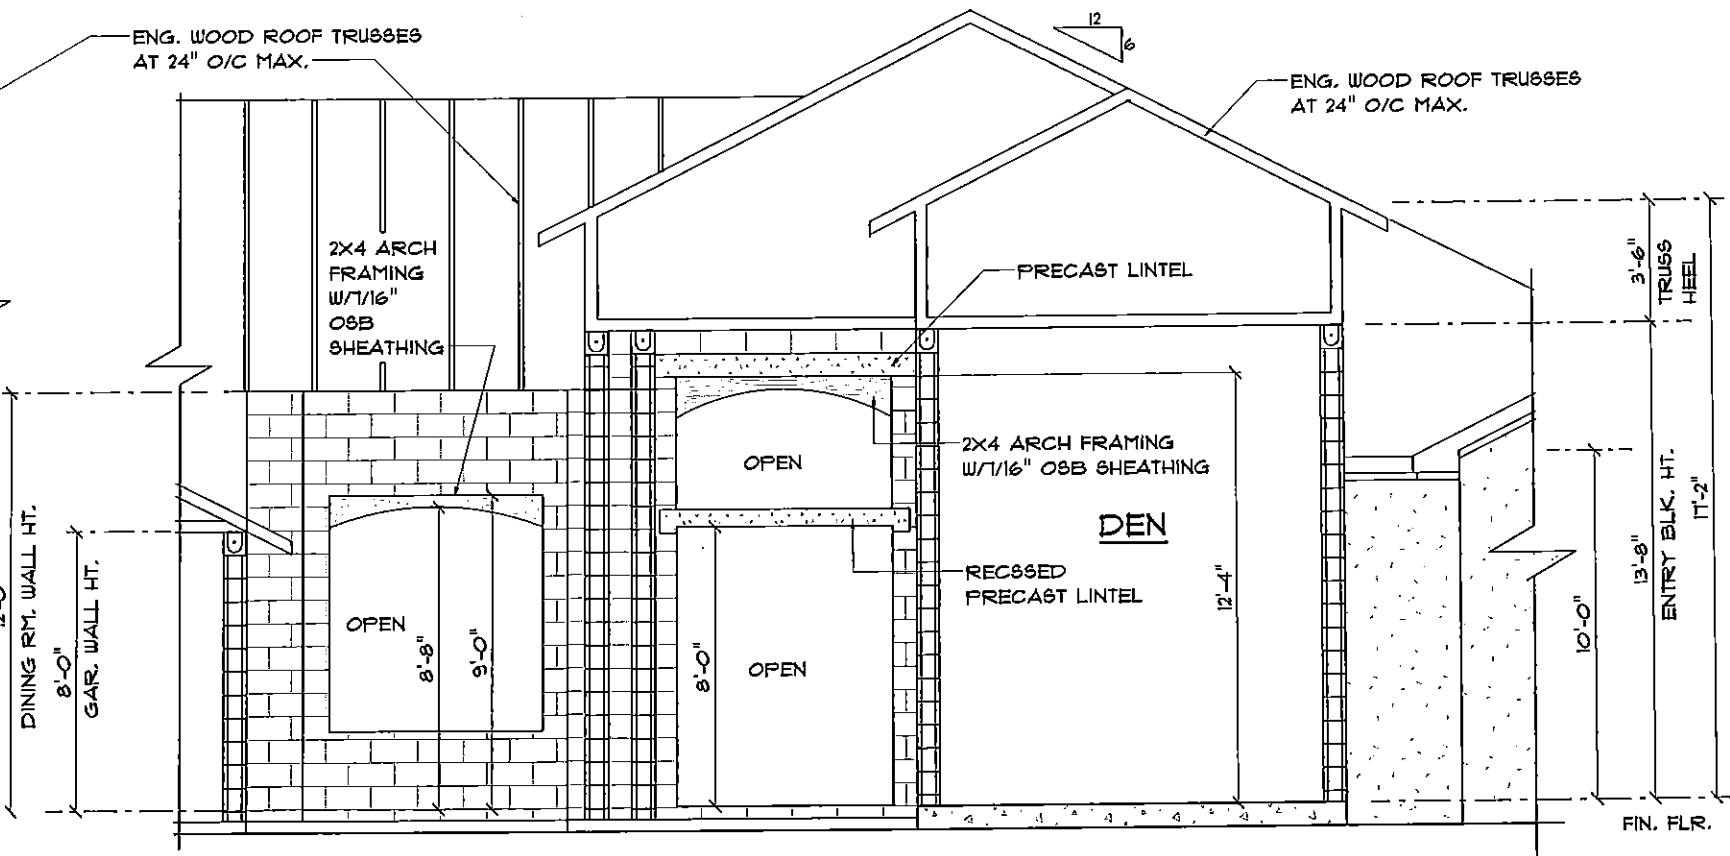 ENG. WOOD ROOF TRUSSES
AT 24" O/C MAX.
12
6
ENG. WOOD ROOF TRUSSES
AT 24" O/C MAX.
2X4 ARCH
FRAMING
W/7/16"
OSB
SHEATHING
PRECAST LINTEL
3'-6"
TRUSS
HEEL
2X4 ARCH FRAMING
W/7/16" OSB SHEATHING
OPEN
DEN
RECSSED
PRECAST LINTEL
OPEN
OPEN
8'-8"
9'-0"
8'-0"
12'-4"
DINING RM. WALL HT.
8'-0"
GAR. WALL HT.
10'-0"
13'-8"
ENTRY BLK. HT.
17'-2"
FIN. FLR.